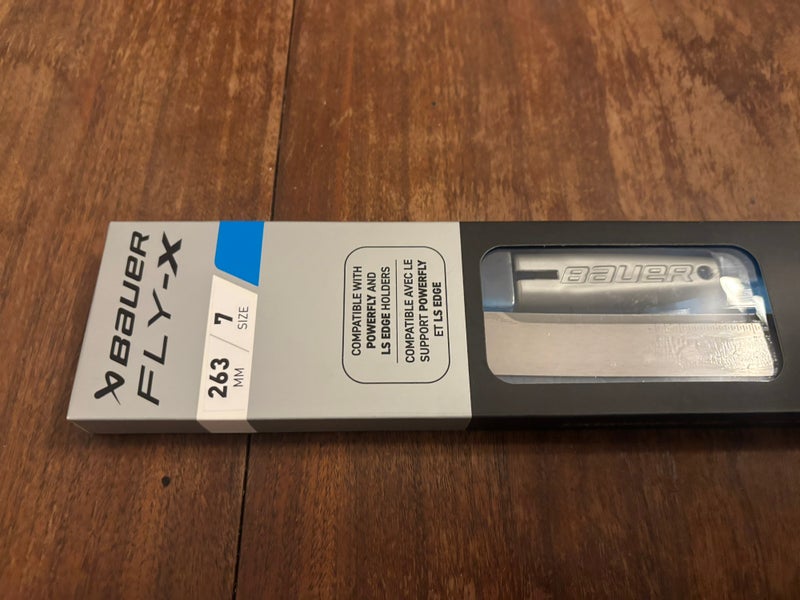 BAUER
FLY-X
263 / 7
MM SIZE
COMPATIBLE WITH
POWERFLY AND
LS EDGE HOLDERS
COMPATIBLE AVEC LE
SUPPORT POWERFLY
ET LS EDGE
BAUER